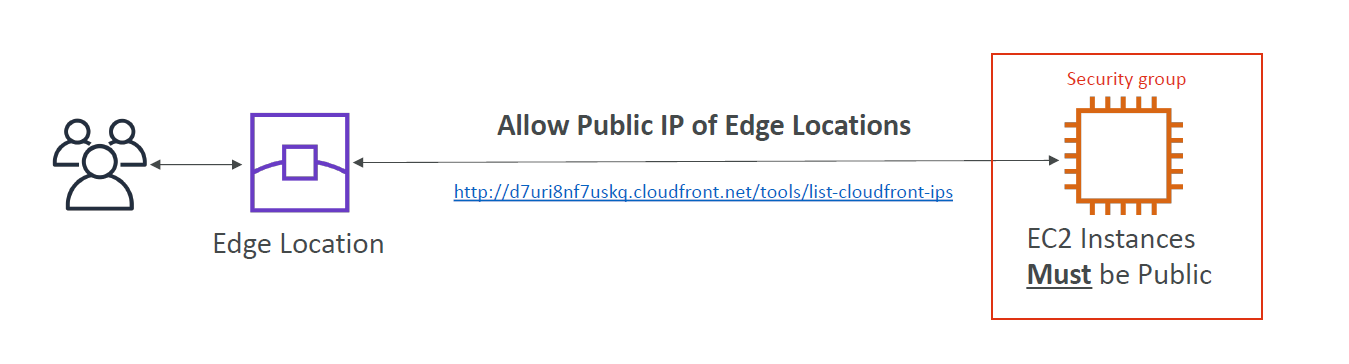 Security group
Allow Public IP of Edge Locations
http://d7uri8nf7uskq.cloudfront.net/tools/list-cloudfront-ips
Edge Location
EC2 Instances
Must be Public